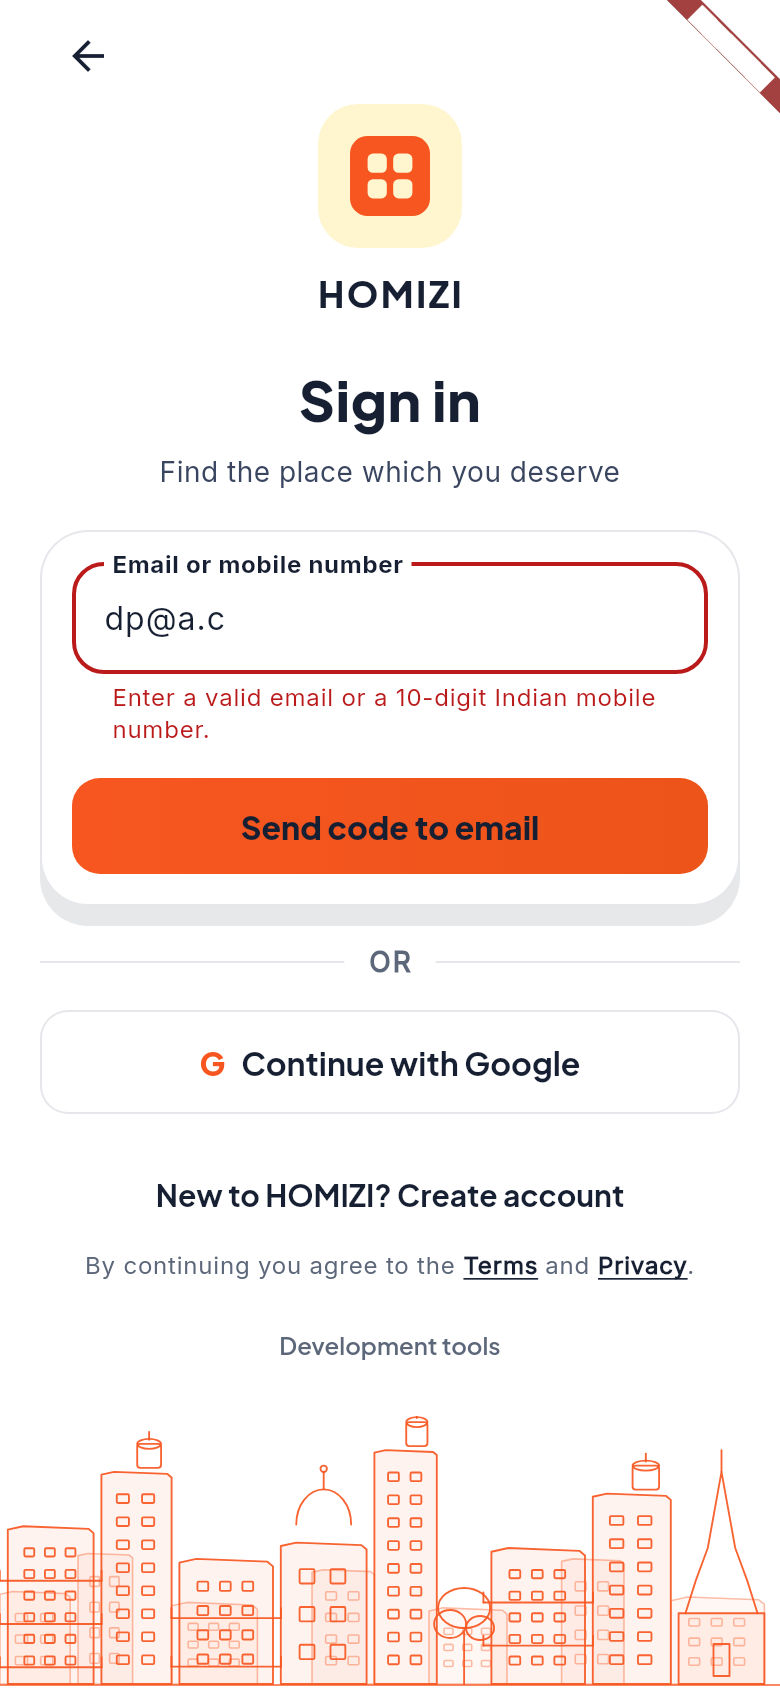 HOMIZI
Sign in
Find the place which you deserve
Email or mobile number
dp@a.c
Enter a valid email or a 10-digit Indian mobile
number.
Send code to email
OR
G Continue with Google
New to HOMIZI? Create account
By continuing you agree to the Terms and Privacy.
Development tools